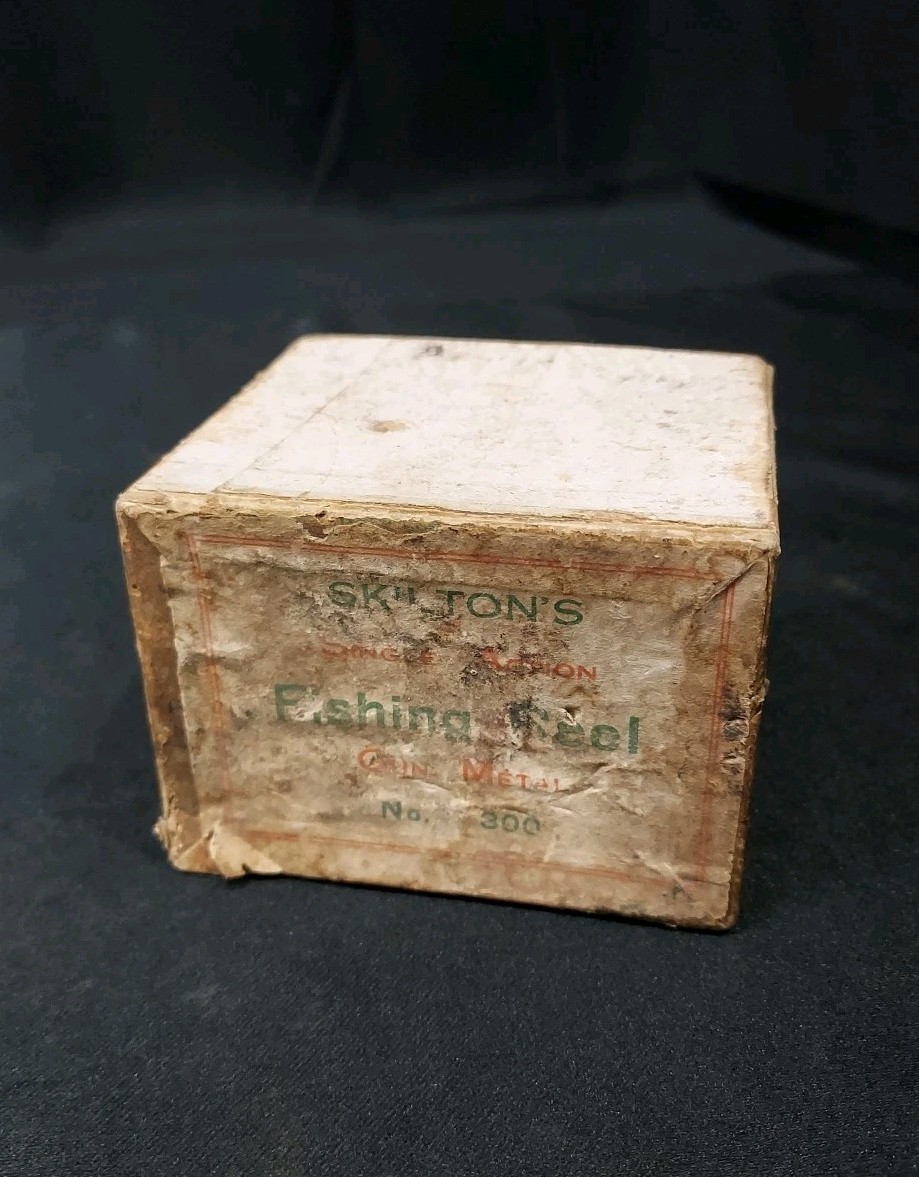 SKILTON'S
SINGLE ACTION
Fishing Reel
GUN METAL
No. 300